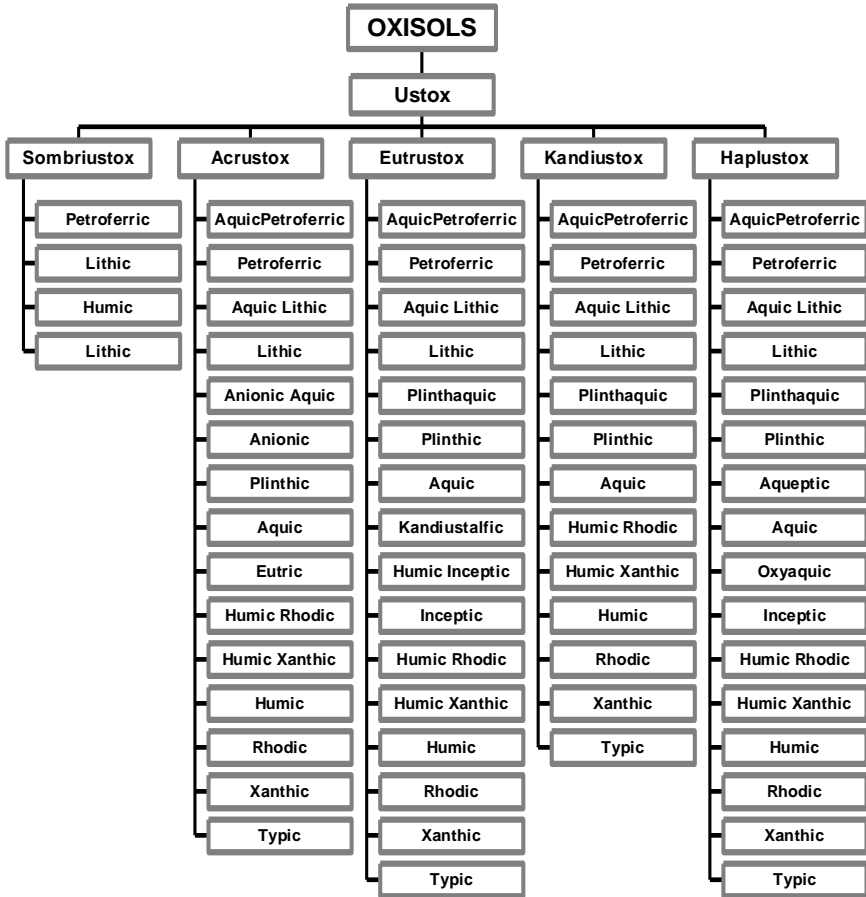 OXISOLS
Ustox
Sombriustox
Acrustox
Eutrustox
Kandiustox
Haplustox
Petroferric
Lithic
Humic
Lithic
AquicPetroferric
Petroferric
Aquic Lithic
Lithic
Anionic Aquic
Anionic
Plinthic
Aquic
Eutric
Humic Rhodic
Humic Xanthic
Humic
Rhodic
Xanthic
Typic
AquicPetroferric
Petroferric
Aquic Lithic
Lithic
Plinthaquic
Plinthic
Aquic
Kandiustalfic
Humic Inceptic
Inceptic
Humic Rhodic
Humic Xanthic
Humic
Rhodic
Xanthic
Typic
AquicPetroferric
Petroferric
Aquic Lithic
Lithic
Plinthaquic
Plinthic
Aquic
Humic Rhodic
Humic Xanthic
Humic
Rhodic
Xanthic
Typic
AquicPetroferric
Petroferric
Aquic Lithic
Lithic
Plinthaquic
Plinthic
Aqueptic
Aquic
Oxyaquic
Inceptic
Humic Rhodic
Humic Xanthic
Humic
Rhodic
Xanthic
Typic